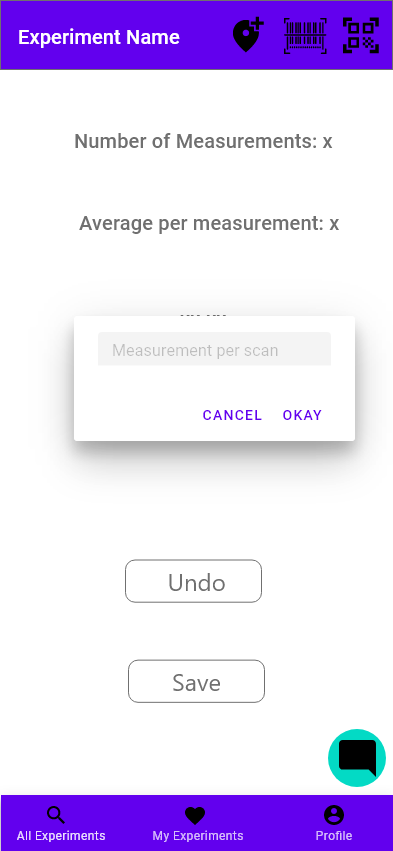 Experiment Name
Number of Measurements: x
Average per measurement: x
Measurement per scan
CANCEL OKAY
Undo
Save
All Experiments My Experiments Profile